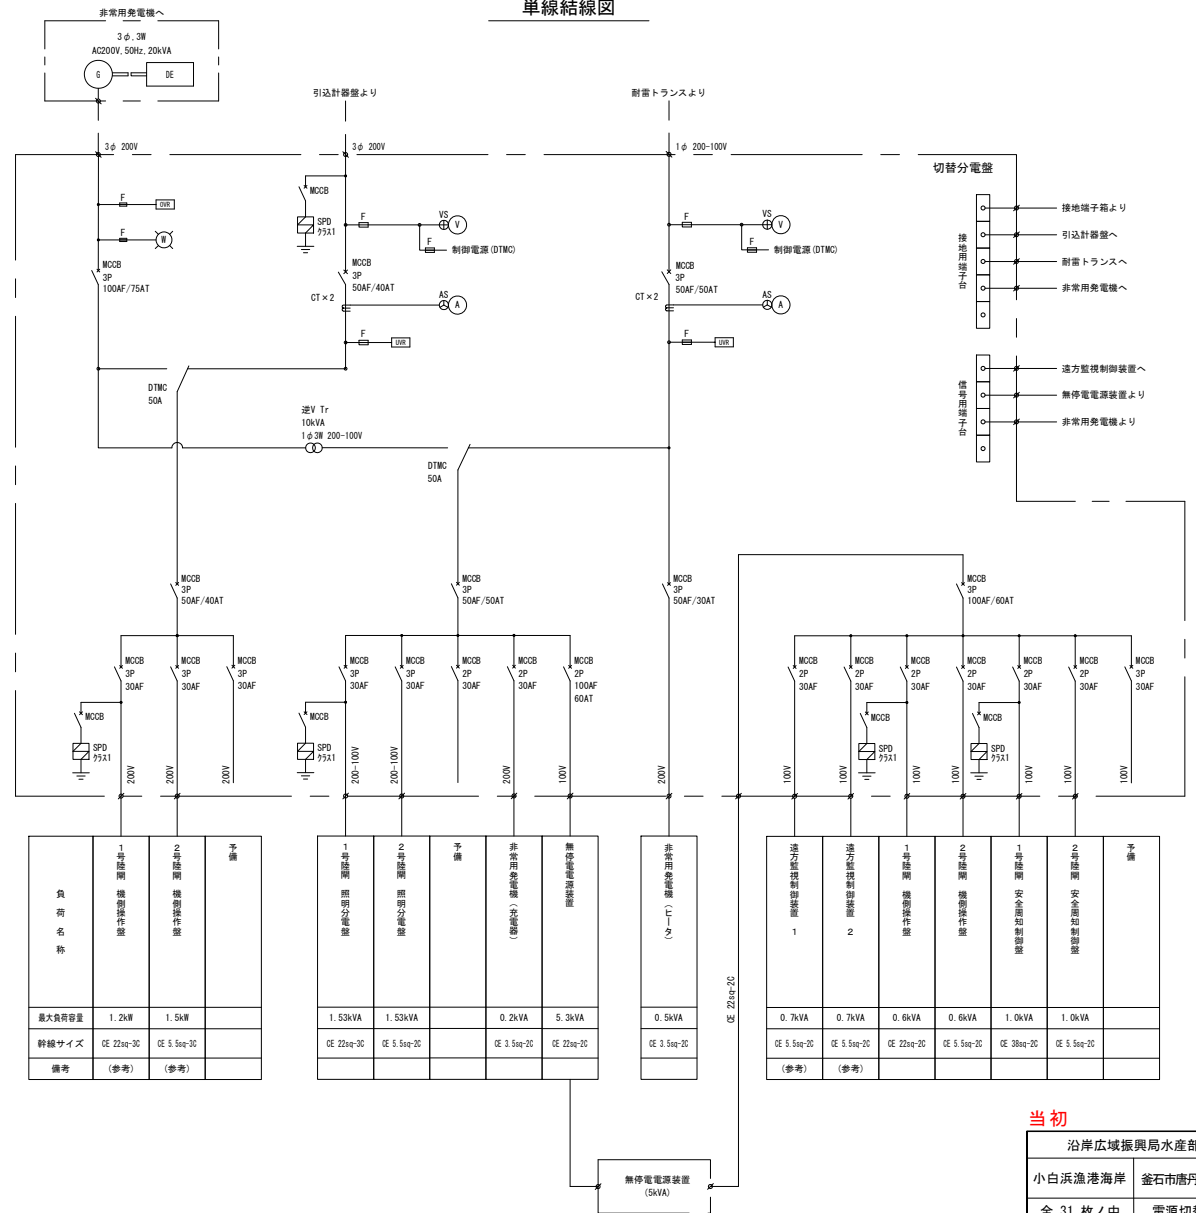 単線結線図
非常用発電機へ
3φ, 3W
AC200V, 50Hz, 20kVA
G
DE
引込計器盤より
耐雷トランスより
3φ 200V
3φ 200V
1φ 200-100V
切替分電盤
F
OVR
F
W
MCCB
3P
100AF/75AT
MCCB
SPD
クラス1
F
VS
V
F
制御電源(DTMC)
MCCB
3P
50AF/40AT
CT×2
AS
A
F
UVR
F
VS
V
F
制御電源(DTMC)
MCCB
3P
50AF/50AT
CT×2
AS
A
F
UVR
接地用端子台
接地端子箱より
引込計器盤へ
耐雷トランスへ
非常用発電機へ
信号用端子台
遠方監視制御装置へ
無停電電源装置より
非常用発電機より
DTMC
50A
逆V Tr
10kVA
1φ3W 200-100V
DTMC
50A
MCCB
3P
50AF/40AT
MCCB
3P
50AF/50AT
MCCB
3P
50AF/30AT
MCCB
3P
100AF/60AT
MCCB
3P
30AF
MCCB
3P
30AF
MCCB
3P
30AF
MCCB
3P
30AF
MCCB
3P
30AF
MCCB
2P
30AF
MCCB
2P
30AF
MCCB
2P
100AF
60AT
MCCB
2P
30AF
MCCB
2P
30AF
MCCB
2P
30AF
MCCB
2P
30AF
MCCB
2P
30AF
MCCB
2P
30AF
MCCB
3P
30AF
MCCB
SPD
クラス1
MCCB
SPD
クラス1
MCCB
SPD
クラス1
MCCB
SPD
クラス1
200V
200V
200V
200-100V
200-100V
200V
100V
200V
100V
100V
100V
100V
100V
100V
100V
負荷名称
1号陸閘 機側操作盤
2号陸閘 機側操作盤
予備
最大負荷容量 1.2kW 1.5kW
幹線サイズ CE 22sq-3C CE 5.5sq-3C
備考 (参考) (参考)
1号陸閘 照明分電盤
2号陸閘 照明分電盤
予備
非常用発電機(充電器)
無停電電源装置
1.53kVA 1.53kVA 0.2kVA 5.3kVA
CE 22sq-3C CE 5.5sq-2C CE 3.5sq-2C CE 22sq-2C
非常用発電機(ヒータ)
0.5kVA
CE 3.5sq-2C
CE 22sq-2C
遠方監視制御装置 1
遠方監視制御装置 2
1号陸閘 機側操作盤
2号陸閘 機側操作盤
1号陸閘 安全周知制御盤
2号陸閘 安全周知制御盤
予備
0.7kVA 0.7kVA 0.6kVA 0.6kVA 1.0kVA 1.0kVA
CE 5.5sq-2C CE 5.5sq-2C CE 22sq-2C CE 5.5sq-2C CE 38sq-2C CE 5.5sq-2C
(参考) (参考)
無停電電源装置
(5kVA)
当初
沿岸広域振興局水産部
小白浜漁港海岸 釜石市唐丹
全 31 枚ノ内 電源切替